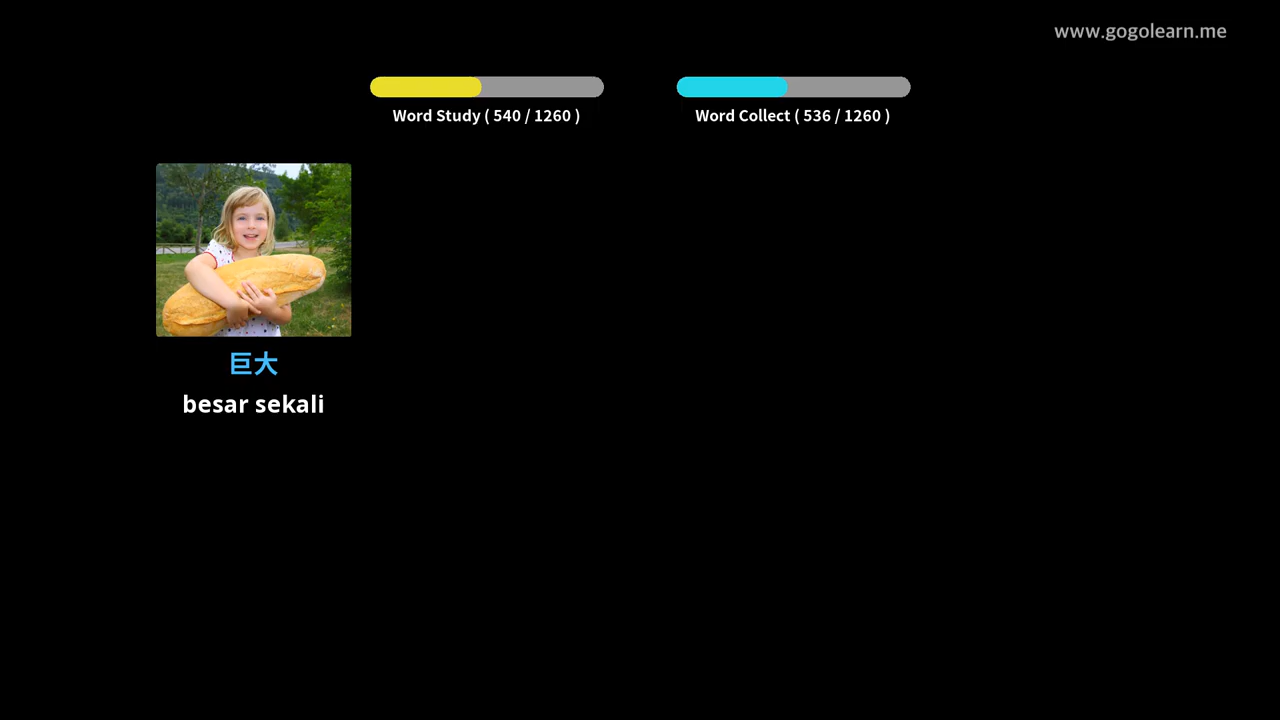 www.gogolearn.me
Word Study ( 540 / 1260 )
Word Collect ( 536 / 1260 )
巨大
besar sekali